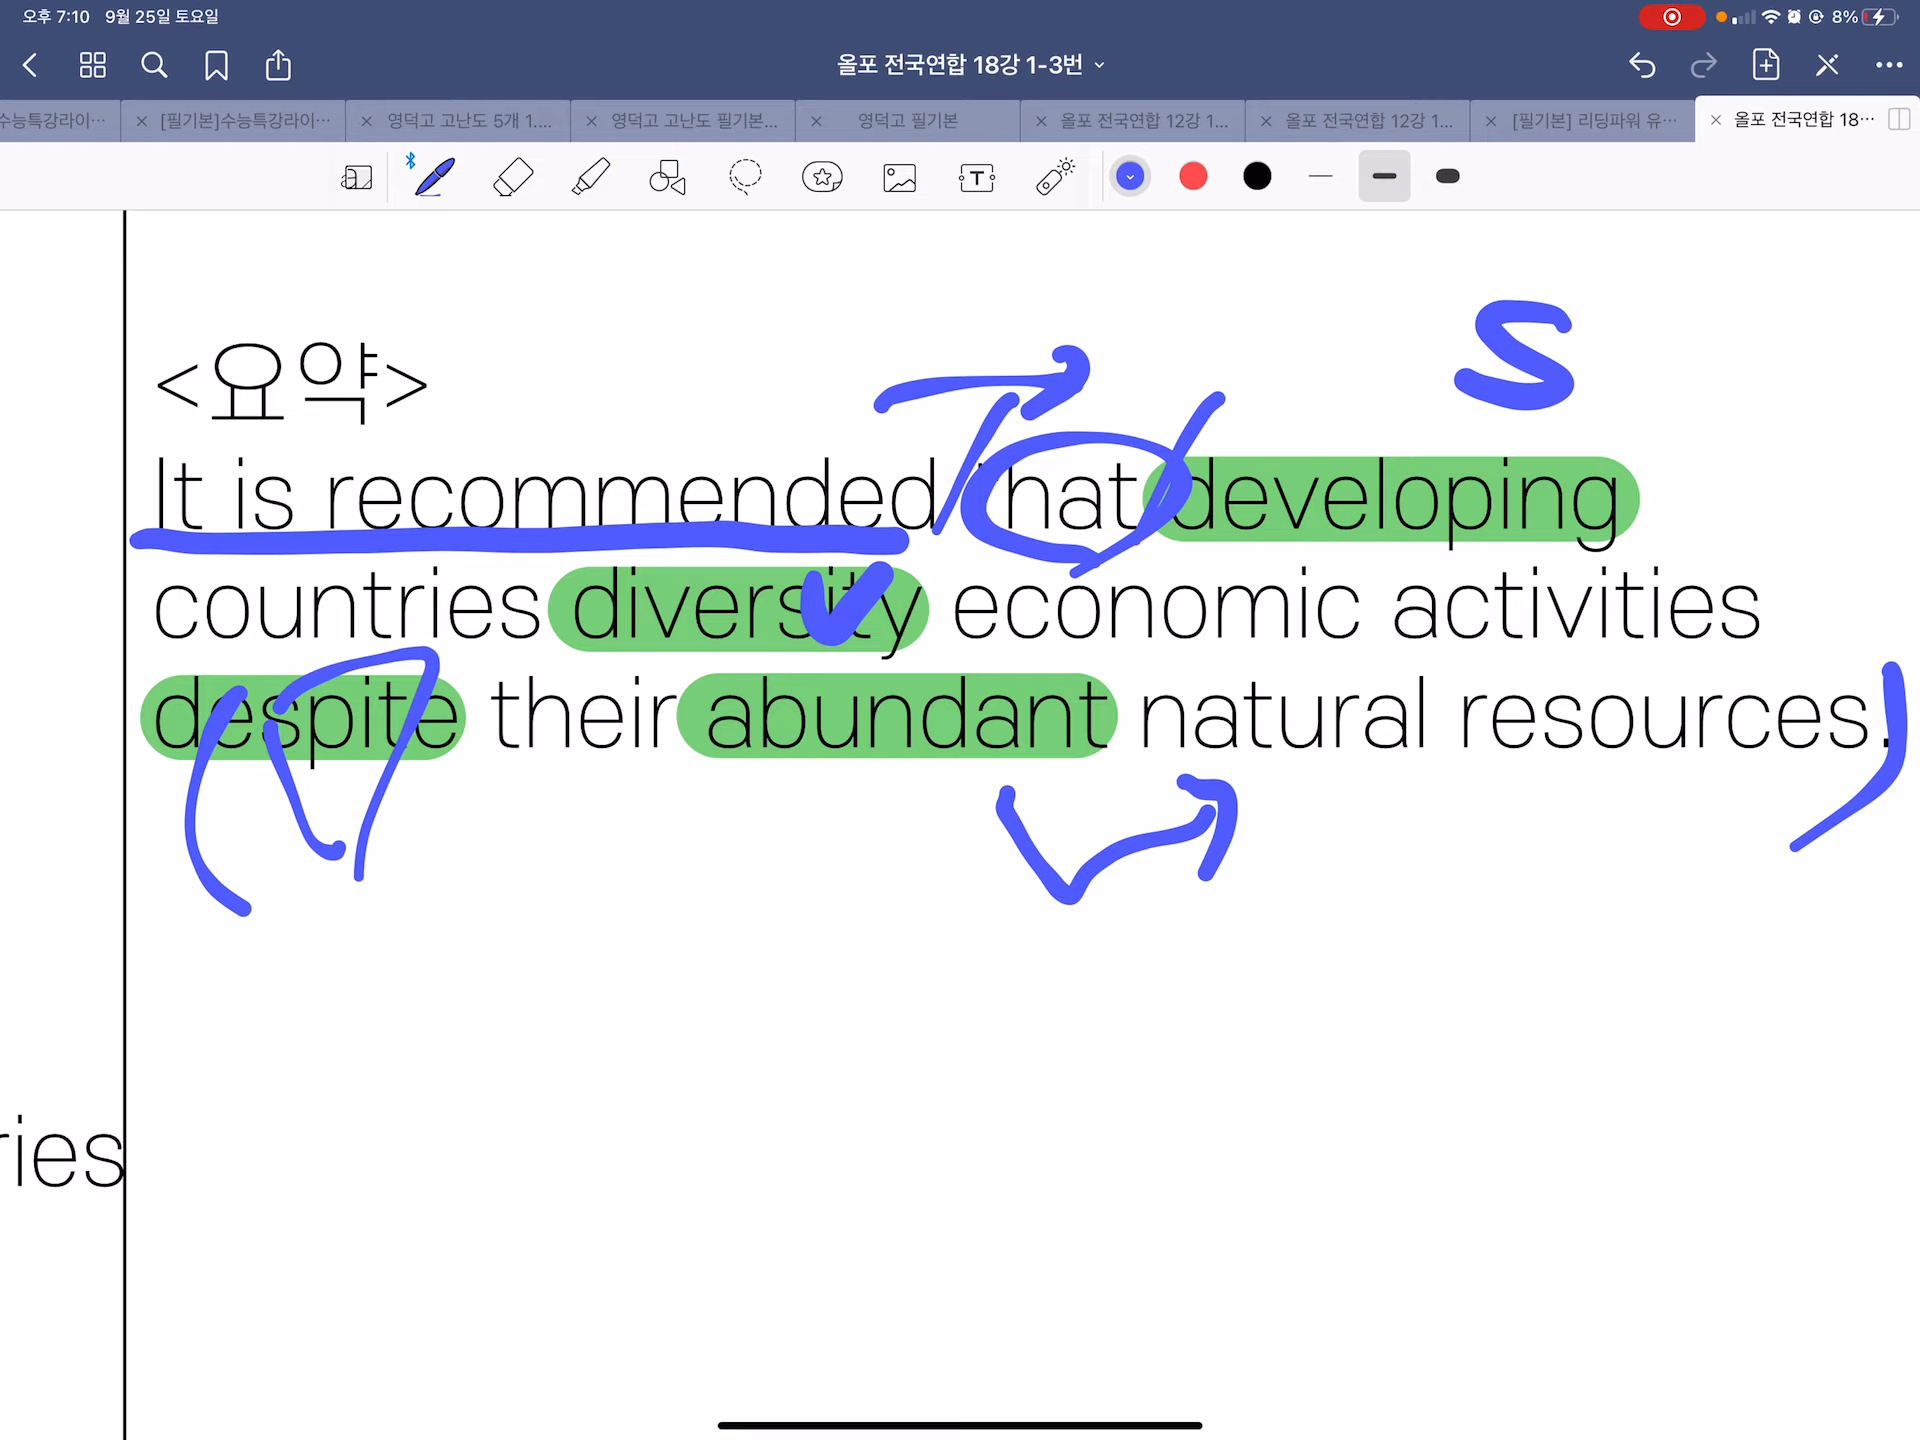 오후 7:10 9월 25일 토요일
8%
올포 전국연합 18강 1-3번
수능특강라이…
[필기본]수능특강라이…
영덕고 고난도 5개 1....
영덕고 고난도 필기본...
영덕고 필기본
올포 전국연합 12강 1...
올포 전국연합 12강 1...
[필기본] 리딩파워 유…
올포 전국연합 18…
S
<요약>
It is recommended that developing
countries diversity economic activities
despite their abundant natural resources.
ries